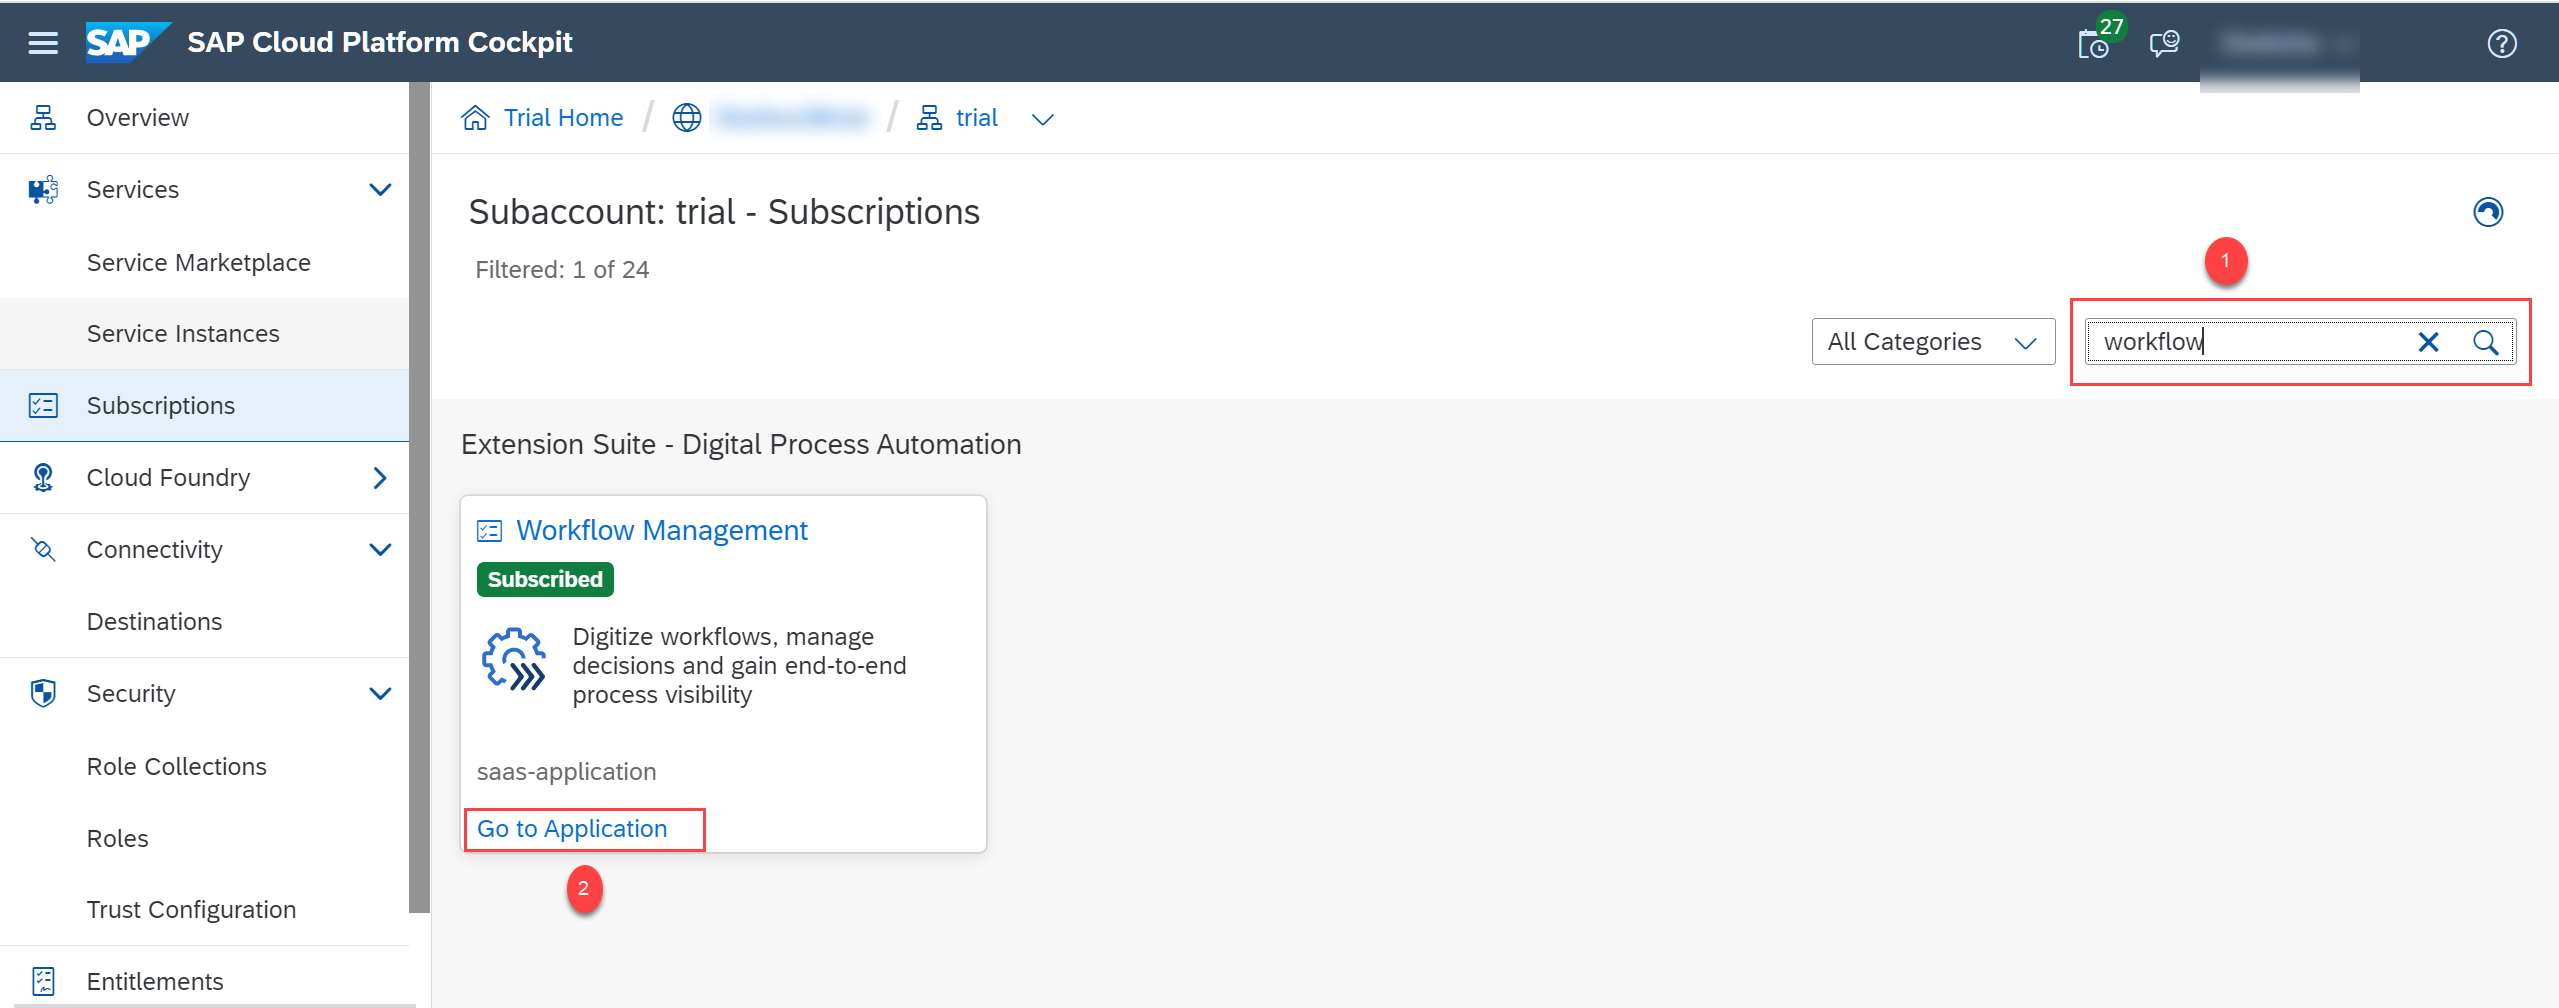 SAP SAP Cloud Platform Cockpit
27
Overview
Services
Service Marketplace
Service Instances
Subscriptions
Cloud Foundry
Connectivity
Destinations
Security
Role Collections
Roles
Trust Configuration
Entitlements
Trial Home / / trial
Subaccount: trial - Subscriptions
Filtered: 1 of 24
1
All Categories
workflow
Extension Suite - Digital Process Automation
Workflow Management
Subscribed
Digitize workflows, manage
decisions and gain end-to-end
process visibility
saas-application
Go to Application
2